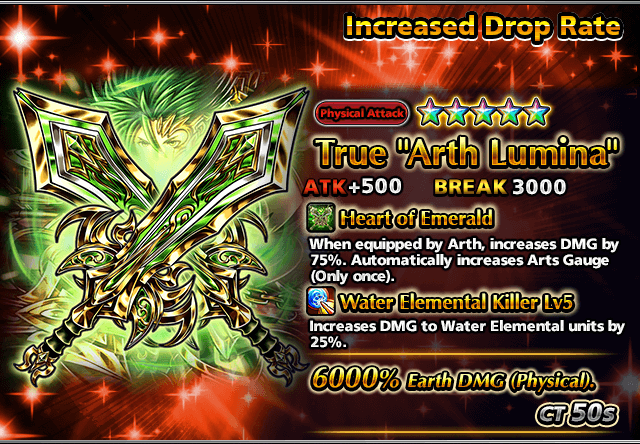 Increased Drop Rate
Physical Attack
True "Arth Lumina"
ATK+500 BREAK 3000
Heart of Emerald
When equipped by Arth, increases DMG by
75%. Automatically increases Arts Gauge
(Only once).
Water Elemental Killer Lv5
Increases DMG to Water Elemental units by
25%.
6000% Earth DMG (Physical).
CT 50s